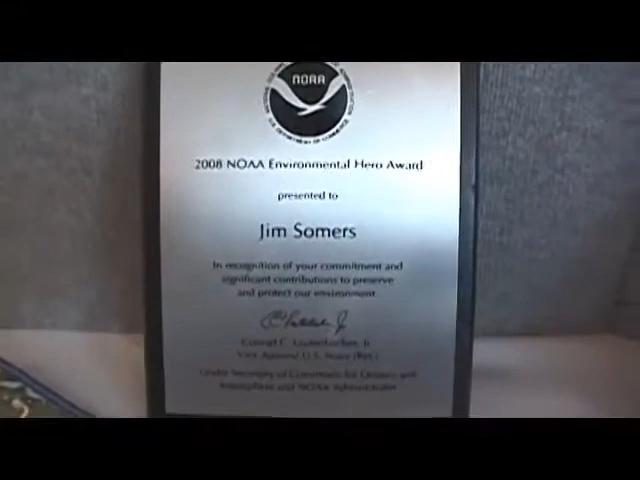 NOAA
2008 NOAA Environmental Hero Award
presented to
Jim Somers
In recognition of your commitment and
significant contributions to preserve
and protect our environment.
Conrad C. Lautenbacher, Jr.
Vice Admiral U.S. Navy (Ret.)
Under Secretary of Commerce for Oceans and
Atmosphere and NOAA Administrator